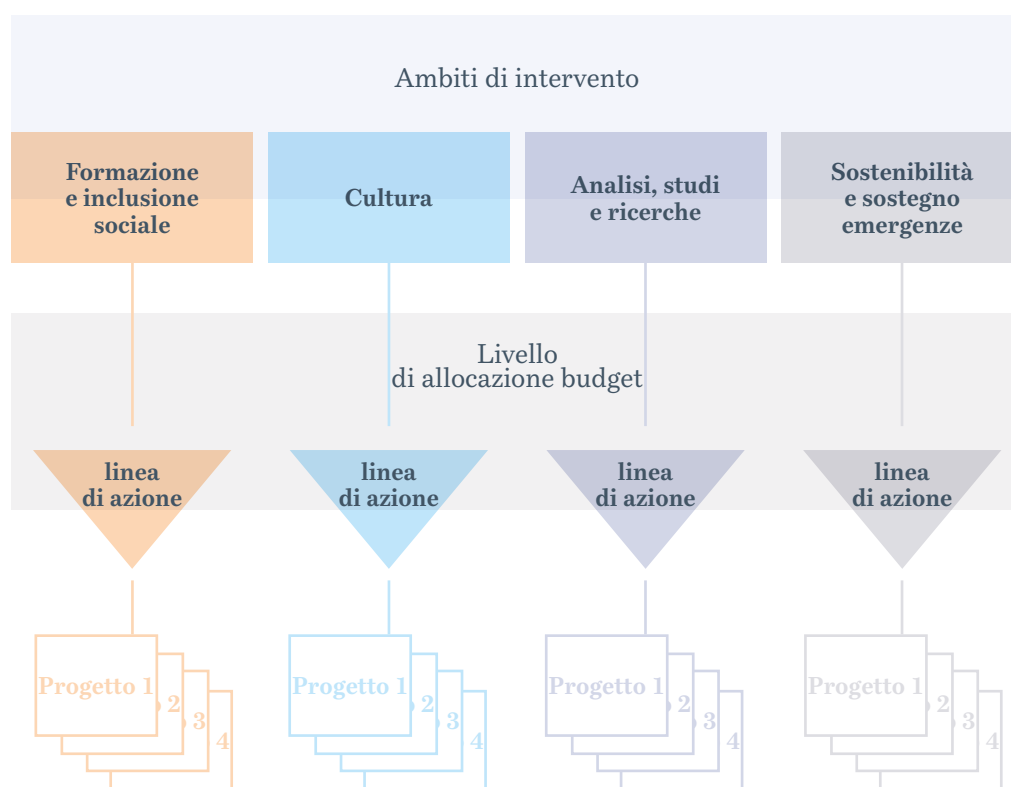 Ambiti di intervento
Formazione
e inclusione
sociale
Cultura
Analisi, studi
e ricerche
Sostenibilità
e sostegno
emergenze
Livello
di allocazione budget
linea
di azione
linea
di azione
linea
di azione
linea
di azione
Progetto 1
2
3
4
Progetto 1
2
3
4
Progetto 1
2
3
4
Progetto 1
2
3
4